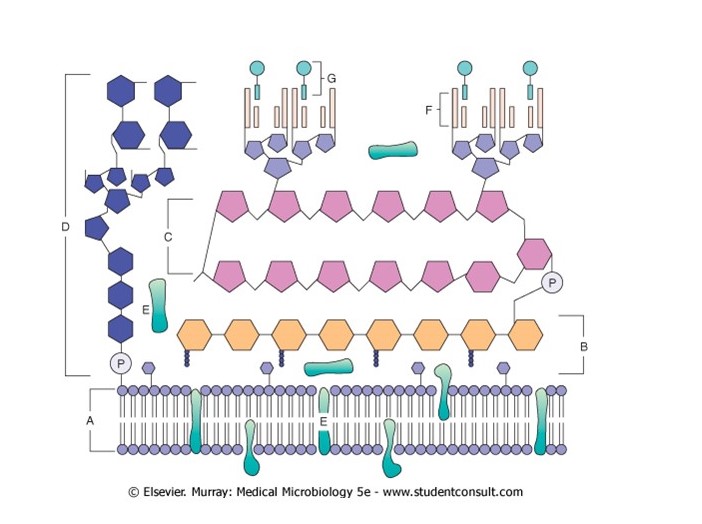 G
F
D
C
P
E
B
P
A
E
© Elsevier. Murray: Medical Microbiology 5e - www.studentconsult.com